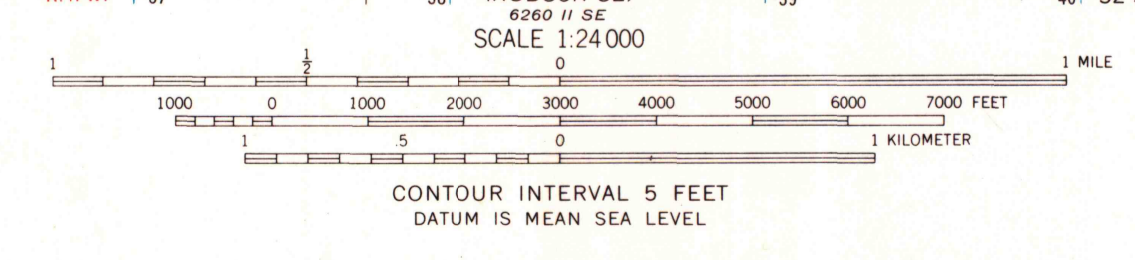 6260 II SE
SCALE 1:24 000
1 ½ 0 1 MILE
1000 0 1000 2000 3000 4000 5000 6000 7000 FEET
1 .5 0 1 KILOMETER
CONTOUR INTERVAL 5 FEET
DATUM IS MEAN SEA LEVEL